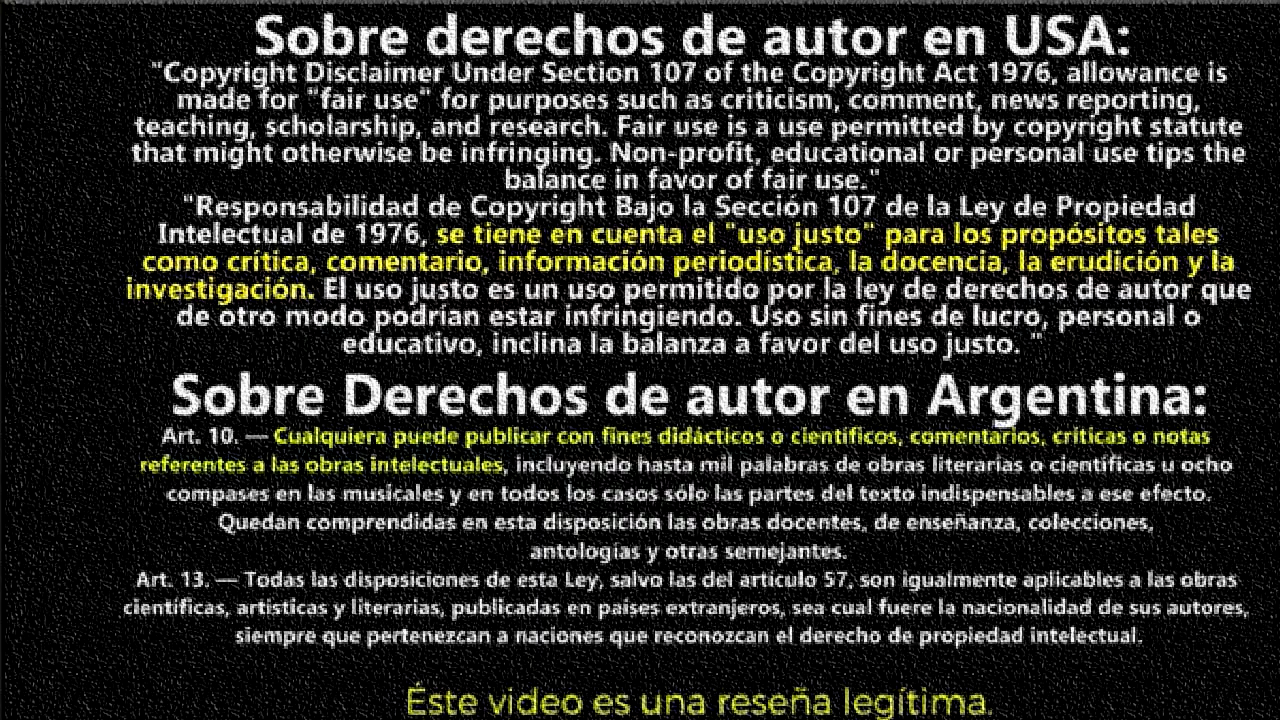 Sobre derechos de autor en USA:
"Copyright Disclaimer Under Section 107 of the Copyright Act 1976, allowance is
made for "fair use" for purposes such as criticism, comment, news reporting,
teaching, scholarship, and research. Fair use is a use permitted by copyright statute
that might otherwise be infringing. Non-profit, educational or personal use tips the
balance in favor of fair use."
"Responsabilidad de Copyright Bajo la Sección 107 de la Ley de Propiedad
Intelectual de 1976, se tiene en cuenta el "uso justo" para los propósitos tales
como crítica, comentario, información periodística, la docencia, la erudición y la
investigación. El uso justo es un uso permitido por la ley de derechos de autor que
de otro modo podrían estar infringiendo. Uso sin fines de lucro, personal o
educativo, inclina la balanza a favor del uso justo. "
Sobre Derechos de autor en Argentina:
Art. 10. — Cualquiera puede publicar con fines didácticos o científicos, comentarios, críticas o notas
referentes a las obras intelectuales, incluyendo hasta mil palabras de obras literarias o científicas u ocho
compases en las musicales y en todos los casos sólo las partes del texto indispensables a ese efecto.
Quedan comprendidas en esta disposición las obras docentes, de enseñanza, colecciones,
antologías y otras semejantes.
Art. 13. — Todas las disposiciones de esta Ley, salvo las del artículo 57, son igualmente aplicables a las obras
científicas, artísticas y literarias, publicadas en países extranjeros, sea cual fuere la nacionalidad de sus autores,
siempre que pertenezcan a naciones que reconozcan el derecho de propiedad intelectual.
Éste video es una reseña legítima.